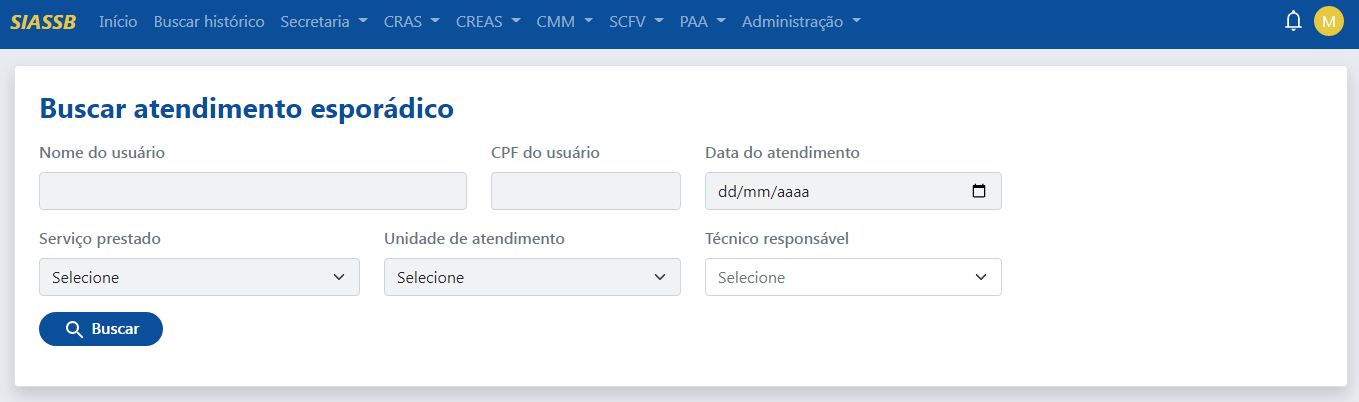 SIASSB Início Buscar histórico Secretaria CRAS CREAS CMM SCFV PAA Administração M
Buscar atendimento esporádico
Nome do usuário CPF do usuário Data do atendimento
dd/mm/aaaa
Serviço prestado Unidade de atendimento Técnico responsável
Selecione Selecione Selecione
Buscar